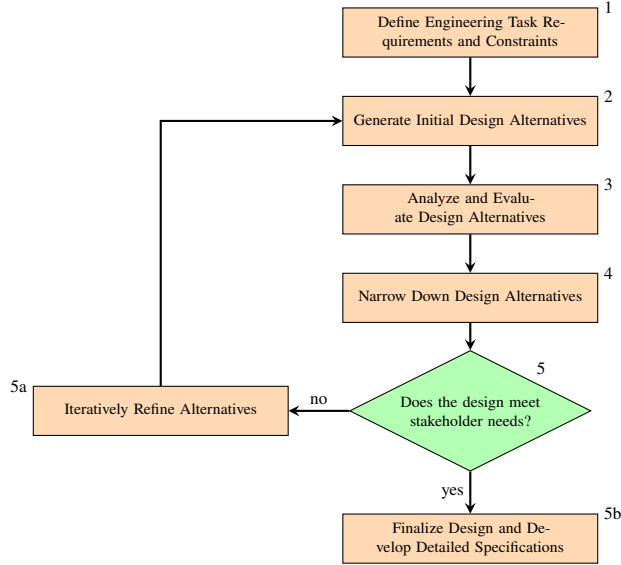 1
Define Engineering Task Re-
quirements and Constraints
2
Generate Initial Design Alternatives
3
Analyze and Evalu-
ate Design Alternatives
4
Narrow Down Design Alternatives
5
Does the design meet
stakeholder needs?
no
5a
Iteratively Refine Alternatives
yes
5b
Finalize Design and De-
velop Detailed Specifications